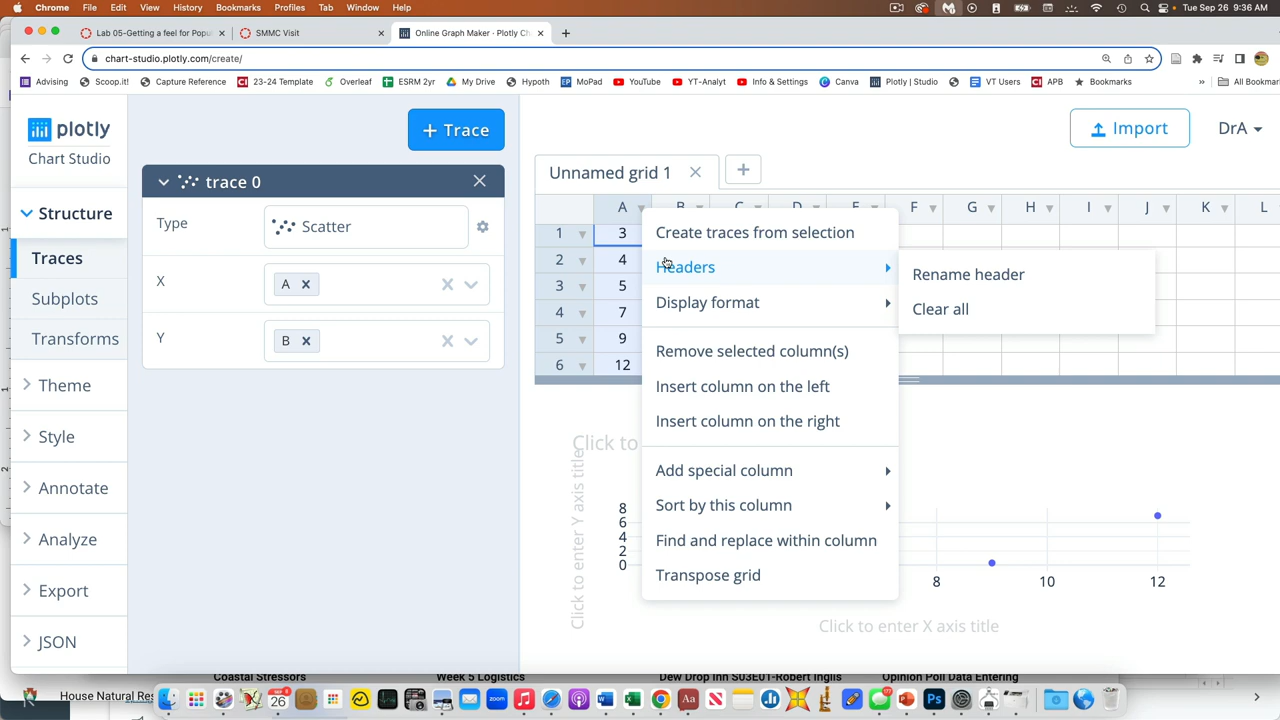 Chrome File Edit View History Bookmarks Profiles Tab Window Help Tue Sep 26 9:36 AM
Lab 05-Getting a feel for Popu SMMC Visit Online Graph Maker · Plotly Ch
chart-studio.plotly.com/create/
Advising Scoop.it! Capture Reference 23-24 Template Overleaf ESRM 2yr My Drive Hypoth MoPad YouTube YT-Analyt Info & Settings Canva Plotly | Studio VT Users APB Bookmarks » All Bookmar
plotly
Chart Studio
Structure
Traces
Subplots
Transforms
Theme
Style
Annotate
Analyze
Export
JSON
+ Trace
trace 0
Type Scatter
X A
Y B
Import DrA
Unnamed grid 1
A B C D E F G H I J K L
1 3
2 4
3 5
4 7
5 9
6 12
Create traces from selection
Headers
Display format
Remove selected column(s)
Insert column on the left
Insert column on the right
Add special column
Sort by this column
Find and replace within column
Transpose grid
Rename header
Clear all
Click to
Click to enter Y axis title
8
6
4
2
0
8 10 12
Click to enter X axis title
House Natural Res
Coastal Stressors Week 5 Logistics Dew Drop Inn S03E01-Robert Inglis Opinion Poll Data Entering